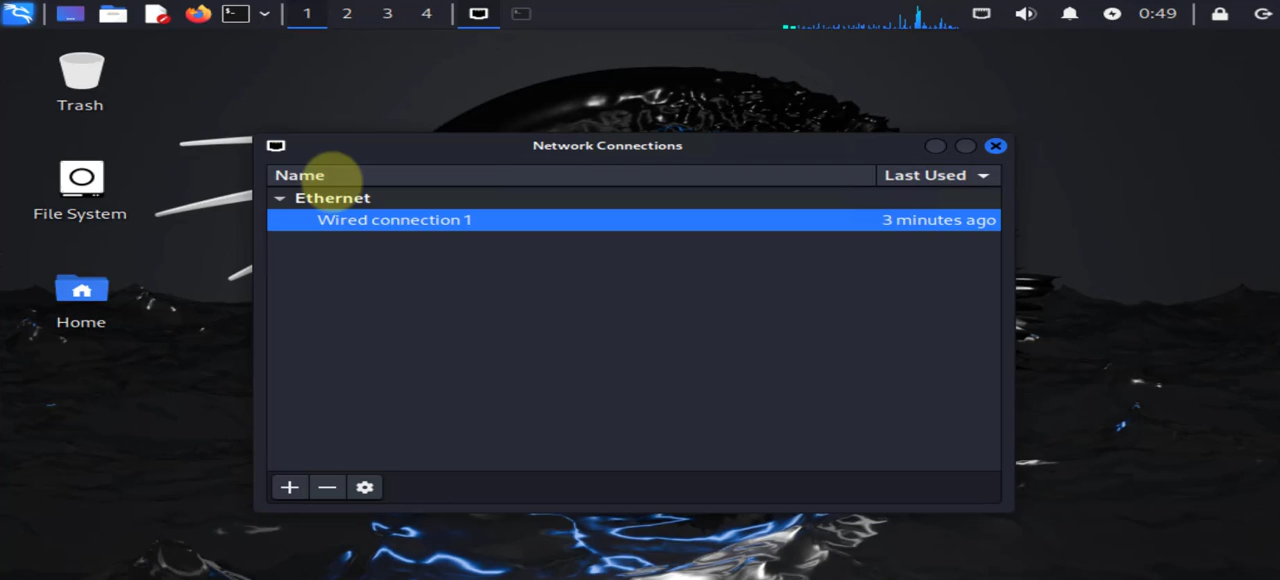 1 2 3 4 0:49
Trash
File System
Home
Network Connections
Name Last Used
Ethernet
Wired connection 1 3 minutes ago